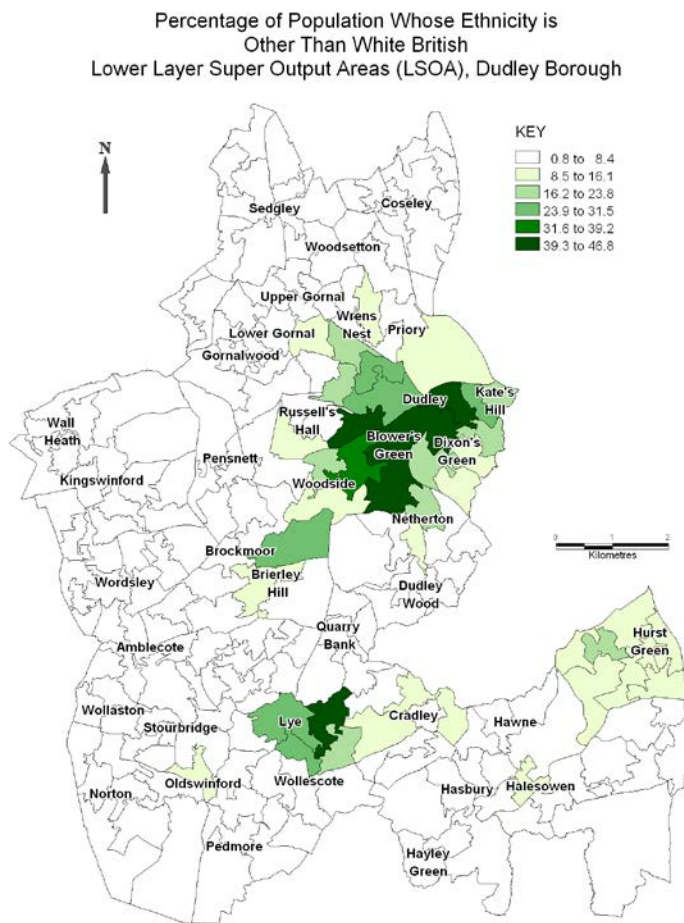 Percentage of Population Whose Ethnicity is
Other Than White British
Lower Layer Super Output Areas (LSOA), Dudley Borough
N
KEY
0.8 to 8.4
8.5 to 16.1
16.2 to 23.8
23.9 to 31.5
31.6 to 39.2
39.3 to 46.8
Coseley
Sedgley
Woodsetton
Upper Gornal
Wrens
Nest
Priory
Lower Gornal
Gornalwood
Kate's
Hill
Dudley
Russell's
Hall
Wall
Heath
Blower's
Green
Dixon's
Green
Pensnett
Kingswinford
Woodside
Netherton
Brockmoor
0 1 2
Kilometres
Brierley
Hill
Wordsley
Dudley
Wood
Quarry
Bank
Hurst
Green
Amblecote
Wollaston
Lye
Cradley
Hawne
Stourbridge
Oldswinford
Wollescote
Hasbury
Halesowen
Norton
Pedmore
Hayley
Green